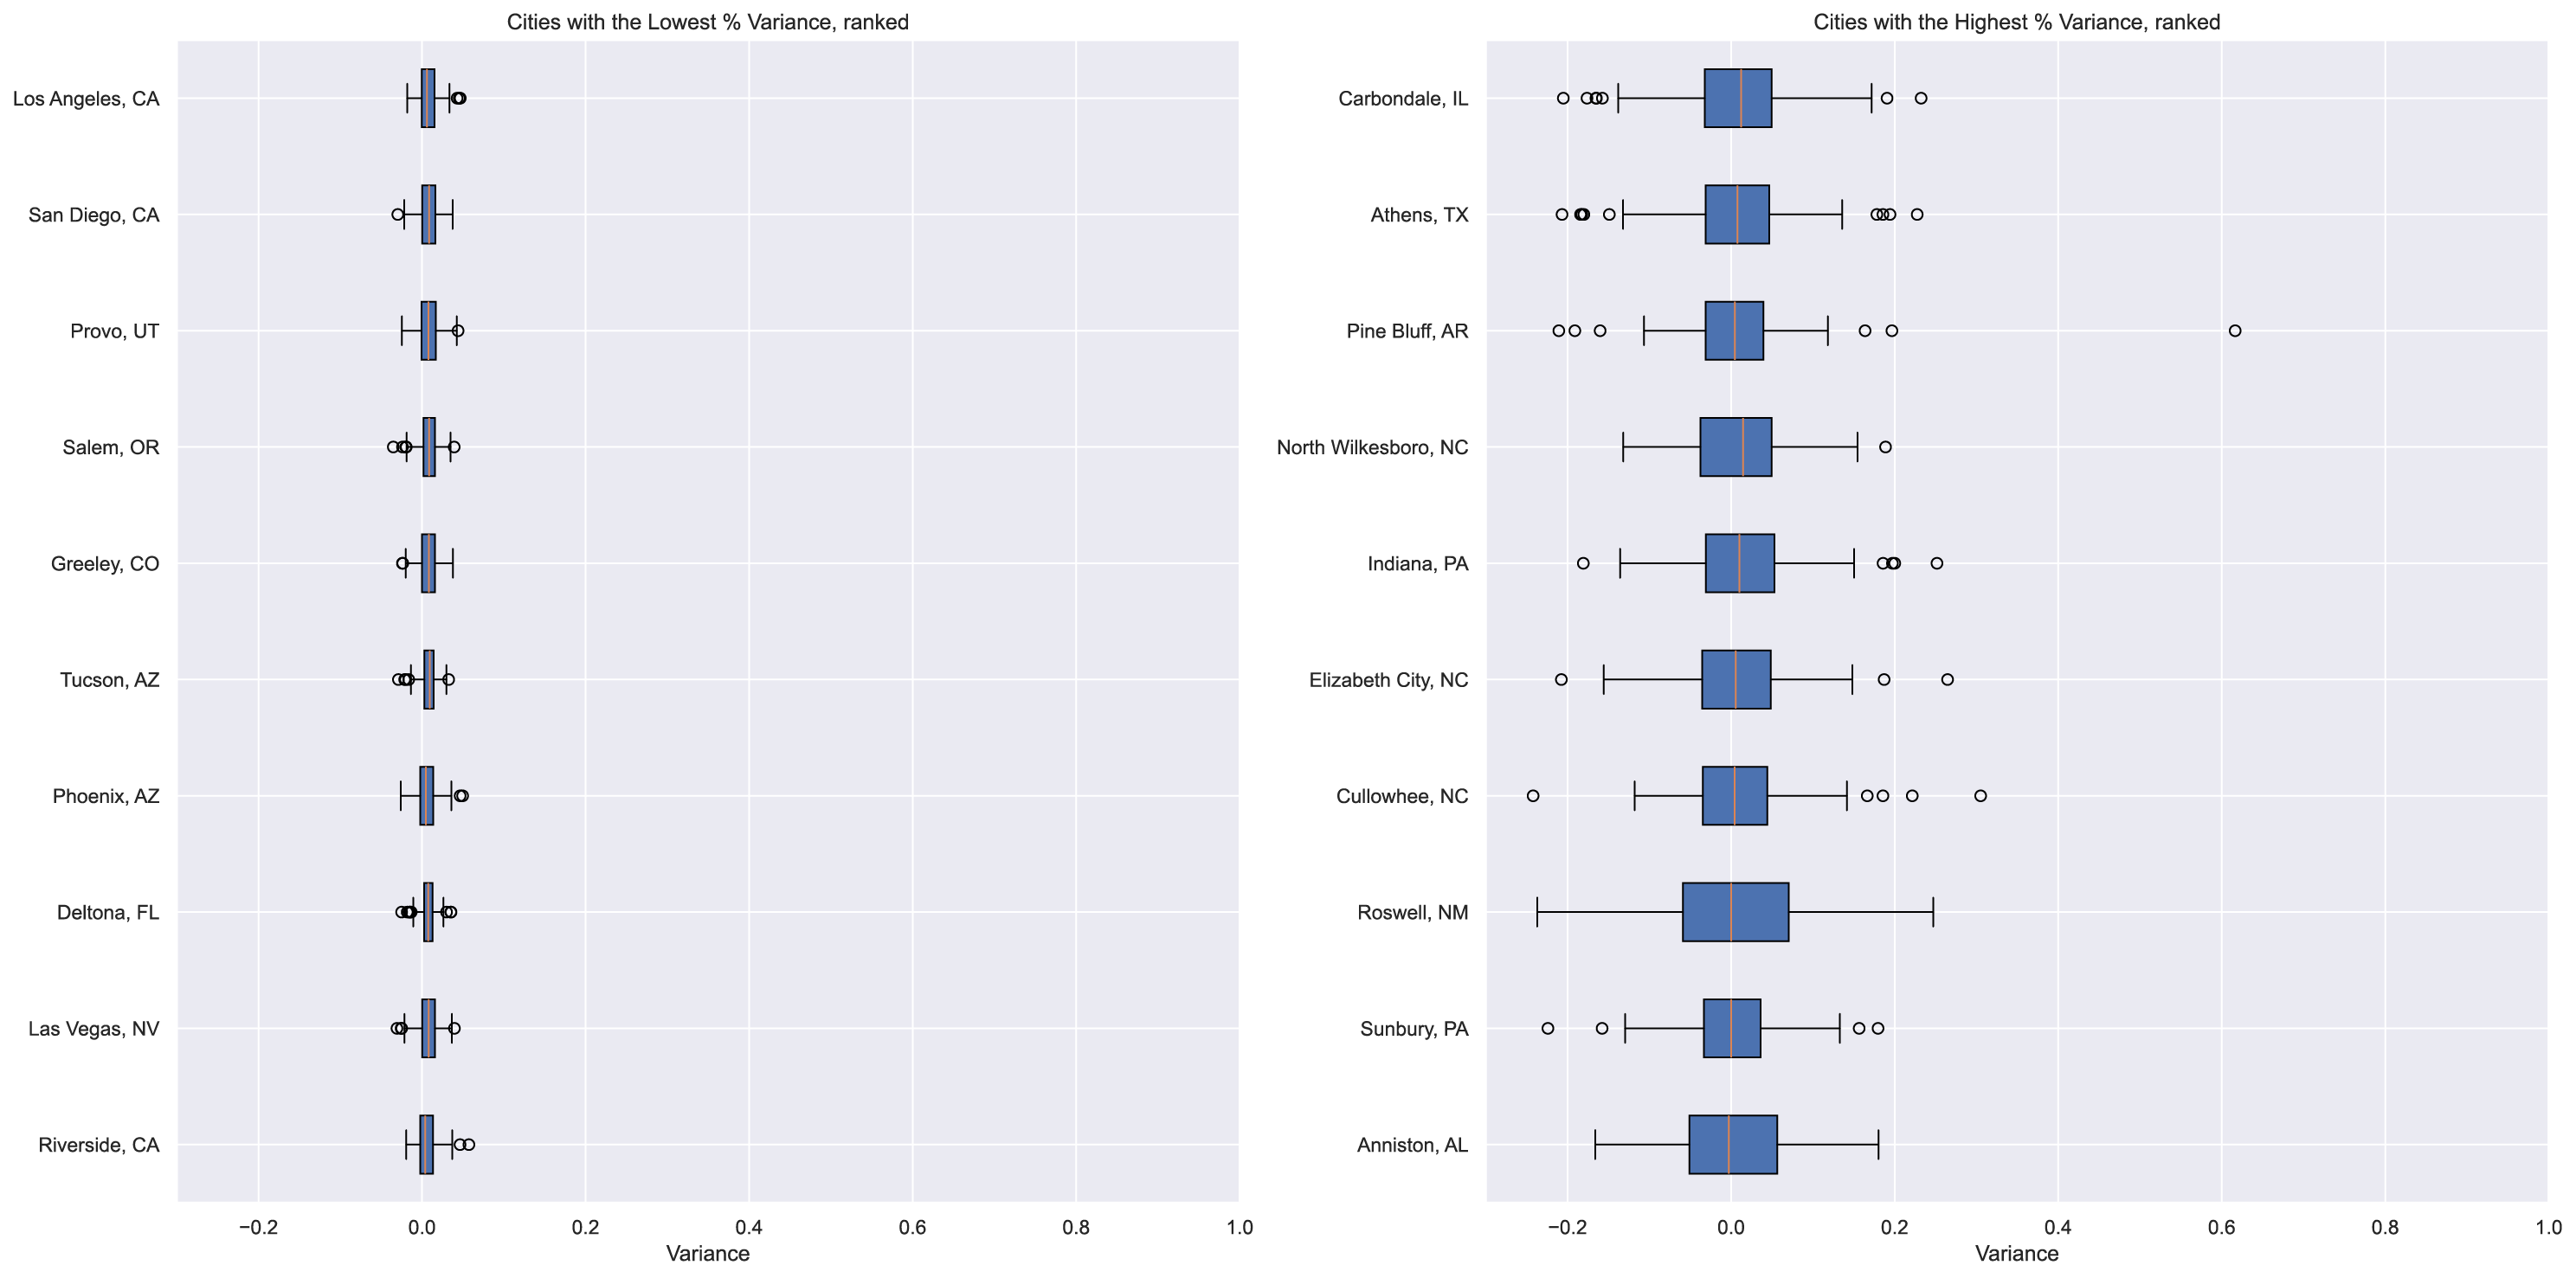 Cities with the Lowest % Variance, ranked
Los Angeles, CA
San Diego, CA
Provo, UT
Salem, OR
Greeley, CO
Tucson, AZ
Phoenix, AZ
Deltona, FL
Las Vegas, NV
Riverside, CA
−0.2 0.0 0.2 0.4 0.6 0.8 1.0
Variance
Cities with the Highest % Variance, ranked
Carbondale, IL
Athens, TX
Pine Bluff, AR
North Wilkesboro, NC
Indiana, PA
Elizabeth City, NC
Cullowhee, NC
Roswell, NM
Sunbury, PA
Anniston, AL
−0.2 0.0 0.2 0.4 0.6 0.8 1.0
Variance